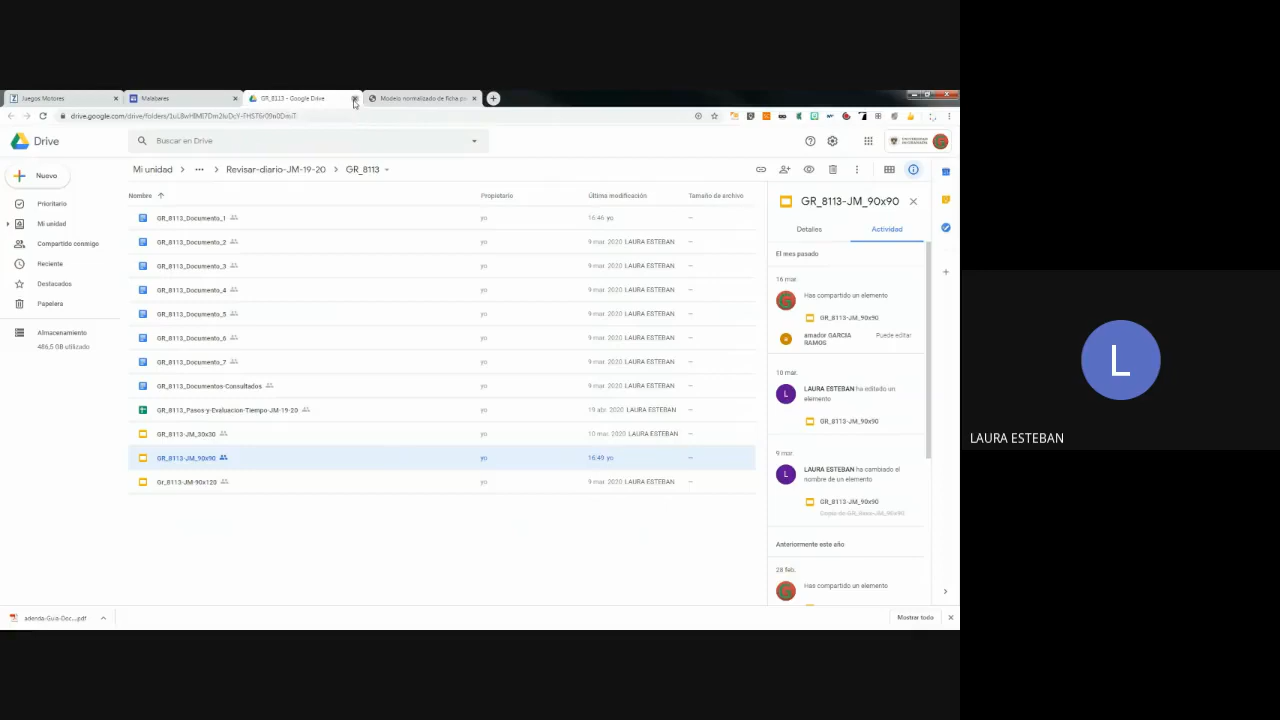 Juegos Motores
Malabares
GR_8113 - Google Drive
Modelo normalizado de ficha pa
drive.google.com/drive/folders/
Drive
Buscar en Drive
Nuevo
Mi unidad
Revisar-diario-JM-19-20
GR_8113
Prioritario
Mi unidad
Compartido conmigo
Reciente
Destacados
Papelera
Almacenamiento
486,5 GB utilizado
Nombre Propietario Última modificación Tamaño de archivo
GR_8113_Documento_1 yo 16:46 yo —
GR_8113_Documento_2 yo 9 mar. 2020 LAURA ESTEBAN —
GR_8113_Documento_3 yo 9 mar. 2020 LAURA ESTEBAN —
GR_8113_Documento_4 yo 9 mar. 2020 LAURA ESTEBAN —
GR_8113_Documento_5 yo 9 mar. 2020 LAURA ESTEBAN —
GR_8113_Documento_6 yo 9 mar. 2020 LAURA ESTEBAN —
GR_8113_Documento_7 yo 9 mar. 2020 LAURA ESTEBAN —
GR_8113_Documentos-Consultados yo 9 mar. 2020 LAURA ESTEBAN —
GR_8113_Pasos y-Evaluacion-Tiempo-JM-19-20 yo 19 abr. 2020 LAURA ESTEBAN —
GR_8113-JM_30x30 yo 10 mar. 2020 LAURA ESTEBAN —
GR_8113-JM_90x90 yo 16:49 yo —
Gr_8113-JM-90x120 yo 9 mar. 2020 LAURA ESTEBAN —
GR_8113-JM_90x90
Detalles
Actividad
El mes pasado
16 mar.
Has compartido un elemento
GR_8113-JM_90x90
amador GARCIA RAMOS Puede editar
10 mar.
LAURA ESTEBAN ha editado un
elemento
GR_8113-JM_90x90
9 mar.
LAURA ESTEBAN ha cambiado el
nombre de un elemento
GR_8113-JM_90x90
Anteriormente este año
28 feb.
Has compartido un elemento
adenda-Guia-Doc....pdf
Mostrar todo
L
LAURA ESTEBAN